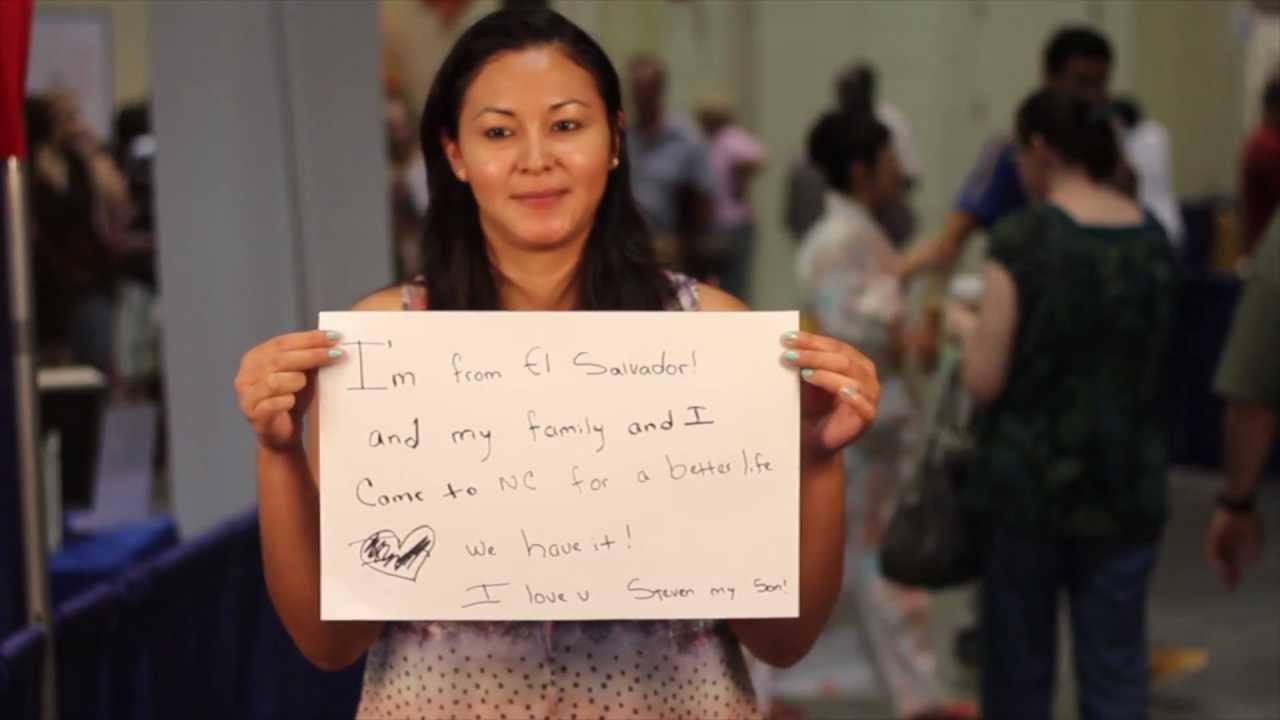 I'm from El Salvador!
and my family and I
Came to NC for a better life
we have it!
I love u Steven my son!